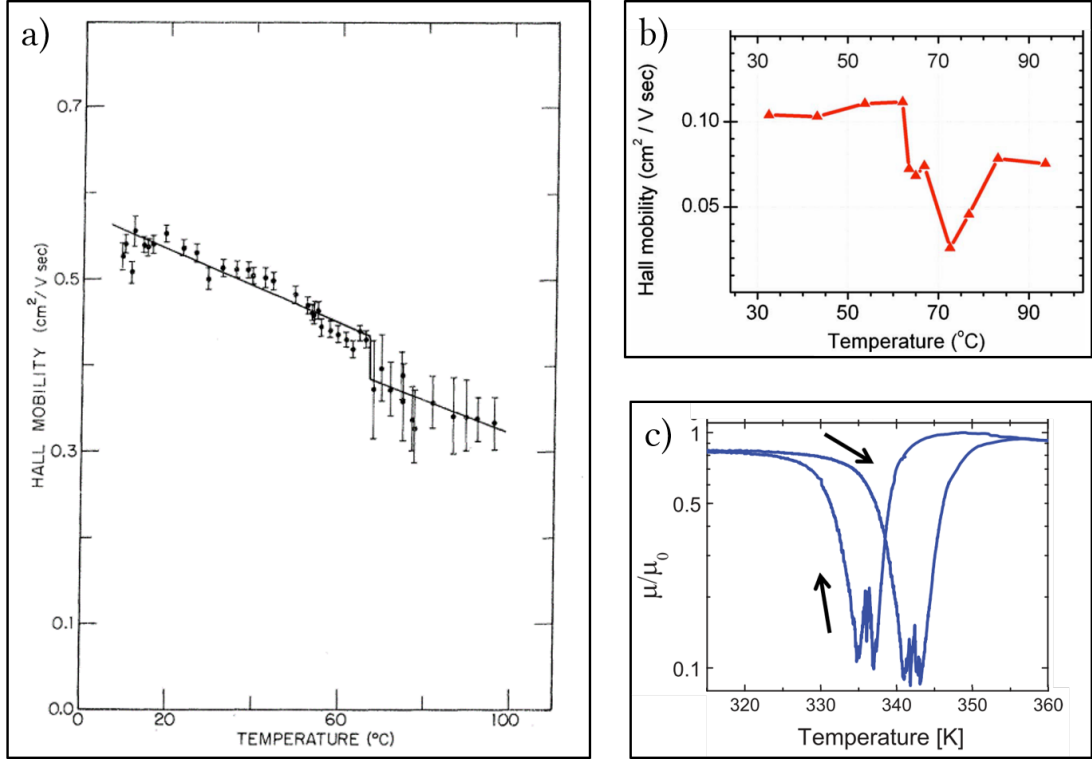 a)
HALL MOBILITY (cm²/V sec)
0.7
0.5
0.3
0.1
0.0
0
20
60
100
TEMPERATURE (°C)
b)
30 50 70 90
Hall mobility (cm² / V sec)
0.10
0.05
30 50 70 90
Temperature (°C)
c)
μ/μ₀
1
0.5
0.1
320 330 340 350 360
Temperature [K]